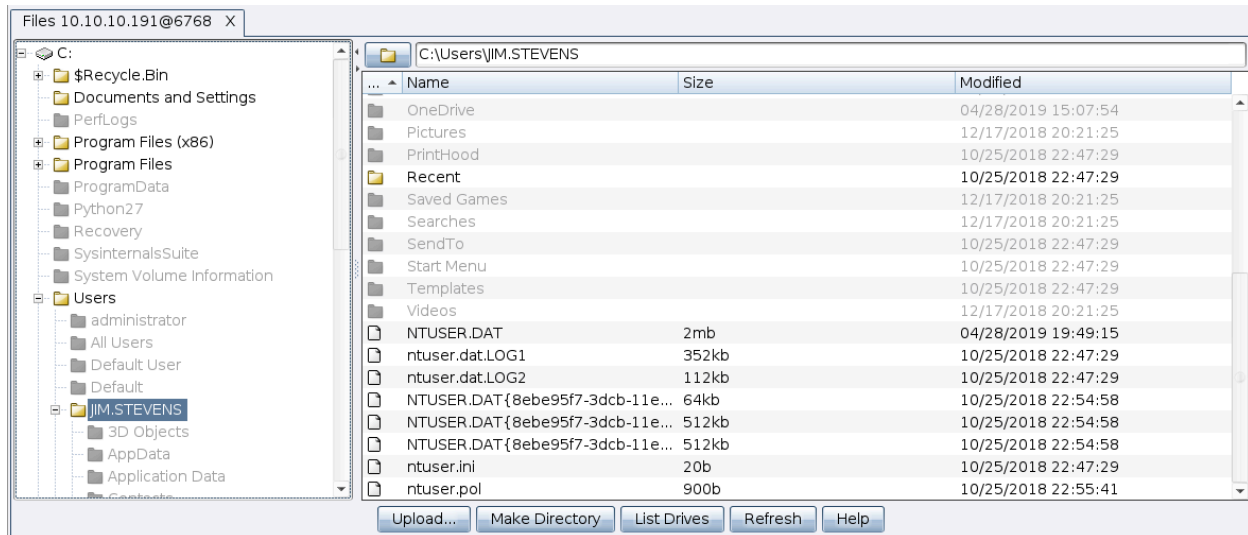 Files 10.10.10.191@6768 X
C:
$Recycle.Bin
Documents and Settings
PerfLogs
Program Files (x86)
Program Files
ProgramData
Python27
Recovery
SysinternalsSuite
System Volume Information
Users
administrator
All Users
Default User
Default
JIM.STEVENS
3D Objects
AppData
Application Data
C:\Users\JIM.STEVENS
... Name Size Modified
OneDrive 04/28/2019 15:07:54
Pictures 12/17/2018 20:21:25
PrintHood 10/25/2018 22:47:29
Recent 10/25/2018 22:47:29
Saved Games 12/17/2018 20:21:25
Searches 12/17/2018 20:21:25
SendTo 10/25/2018 22:47:29
Start Menu 10/25/2018 22:47:29
Templates 10/25/2018 22:47:29
Videos 12/17/2018 20:21:25
NTUSER.DAT 2mb 04/28/2019 19:49:15
ntuser.dat.LOG1 352kb 10/25/2018 22:47:29
ntuser.dat.LOG2 112kb 10/25/2018 22:47:29
NTUSER.DAT{8ebe95f7-3dcb-11e... 64kb 10/25/2018 22:54:58
NTUSER.DAT{8ebe95f7-3dcb-11e... 512kb 10/25/2018 22:54:58
NTUSER.DAT{8ebe95f7-3dcb-11e... 512kb 10/25/2018 22:54:58
ntuser.ini 20b 10/25/2018 22:47:29
ntuser.pol 900b 10/25/2018 22:55:41
Upload... Make Directory List Drives Refresh Help